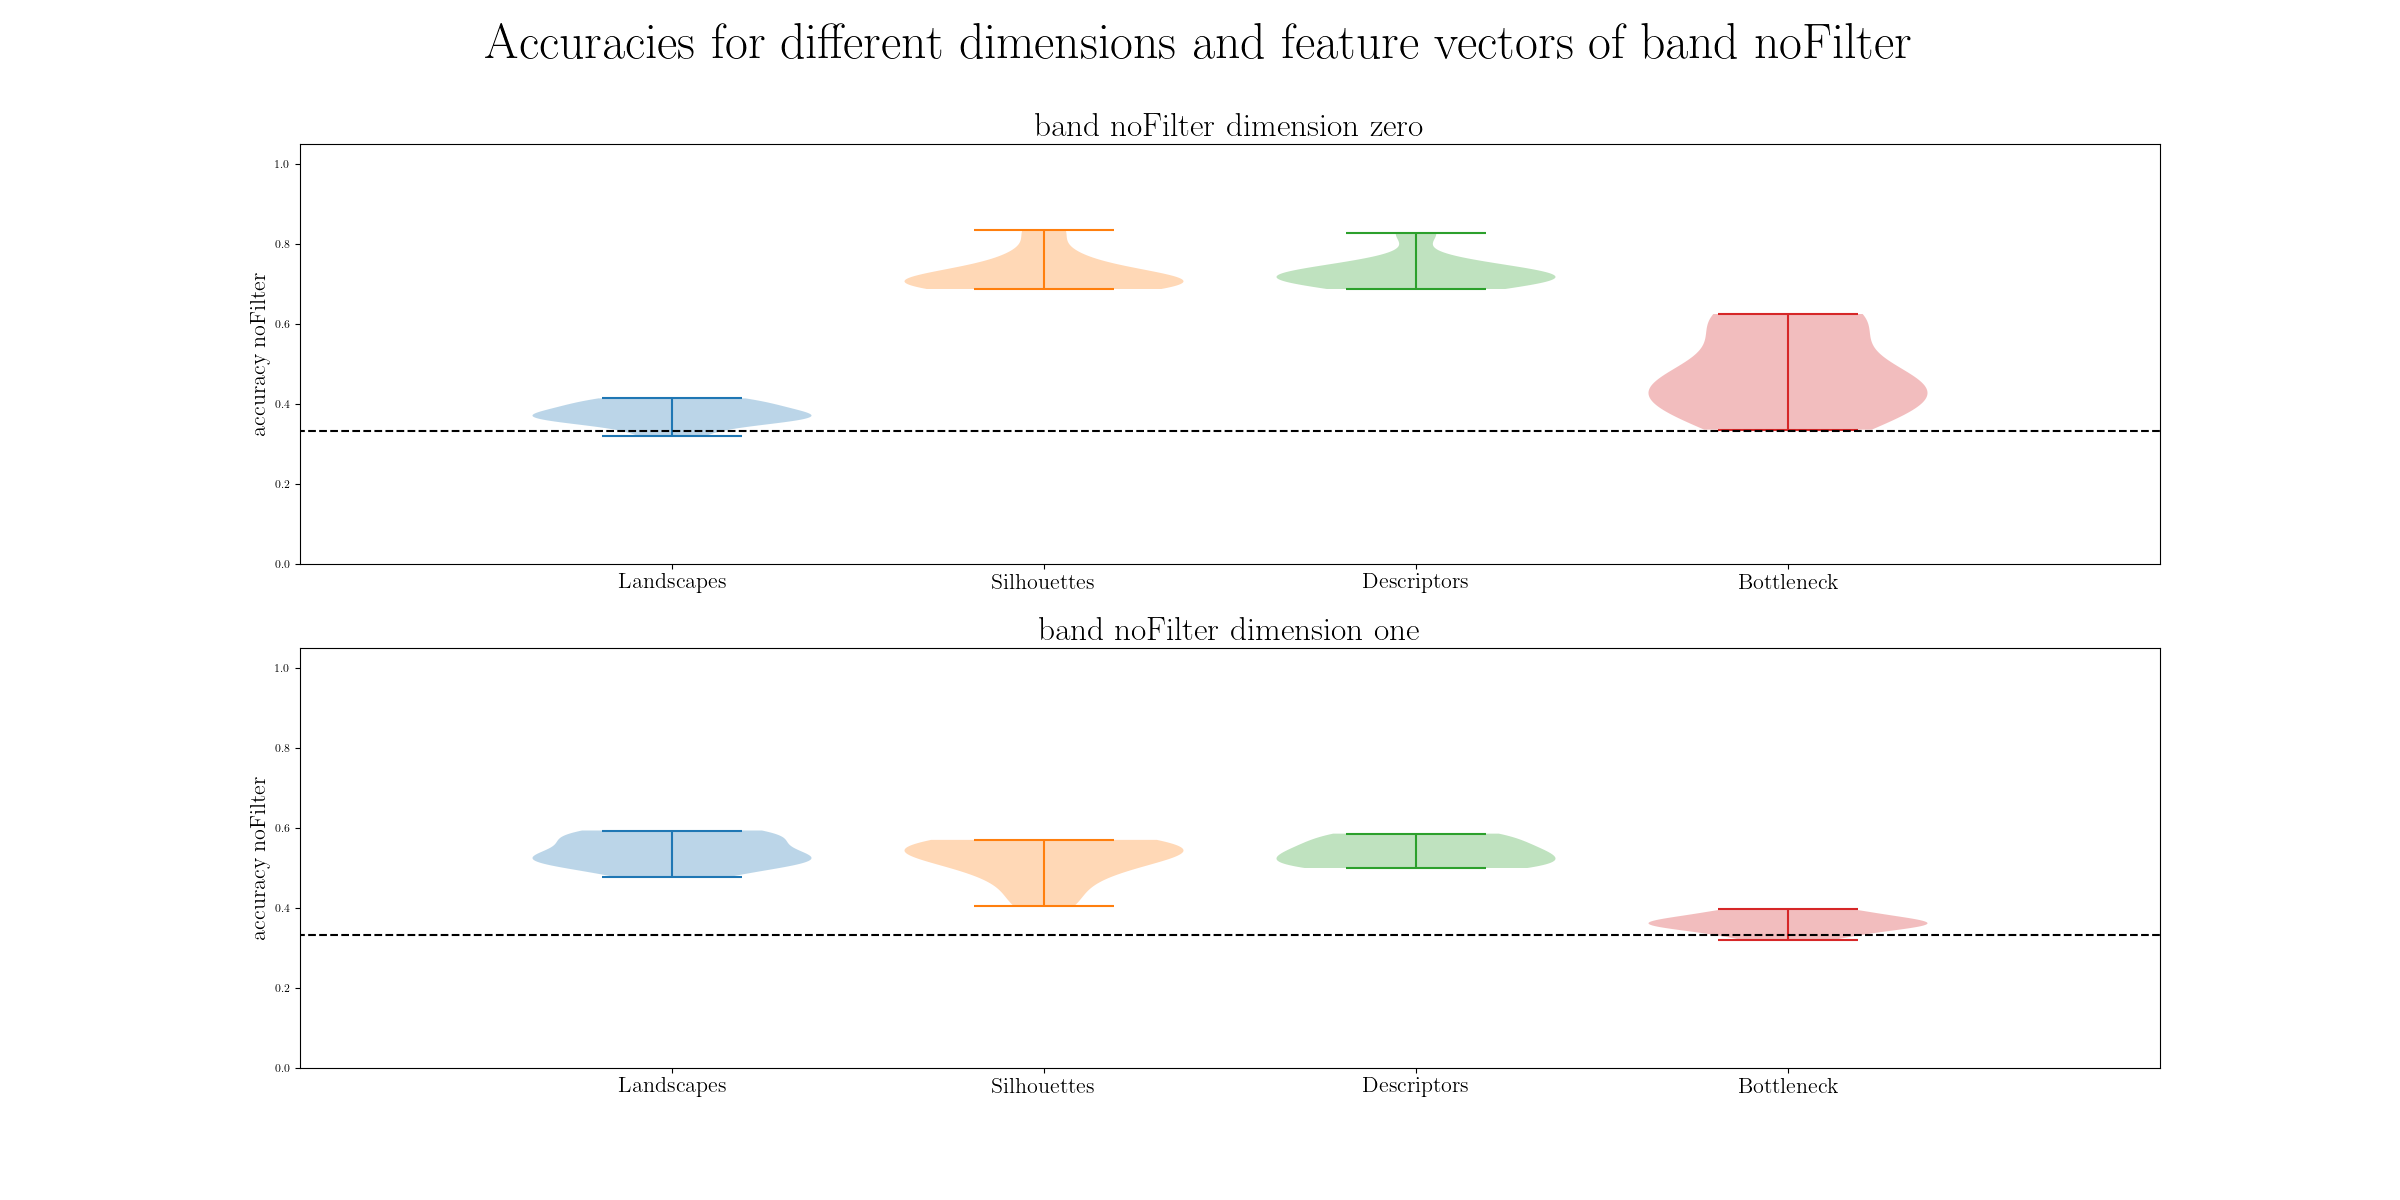 Accuracies for different dimensions and feature vectors of band noFilter
band noFilter dimension zero
accuracy noFilter
1.0
0.8
0.6
0.4
0.2
0.0
Landscapes Silhouettes Descriptors Bottleneck
band noFilter dimension one
accuracy noFilter
1.0
0.8
0.6
0.4
0.2
0.0
Landscapes Silhouettes Descriptors Bottleneck